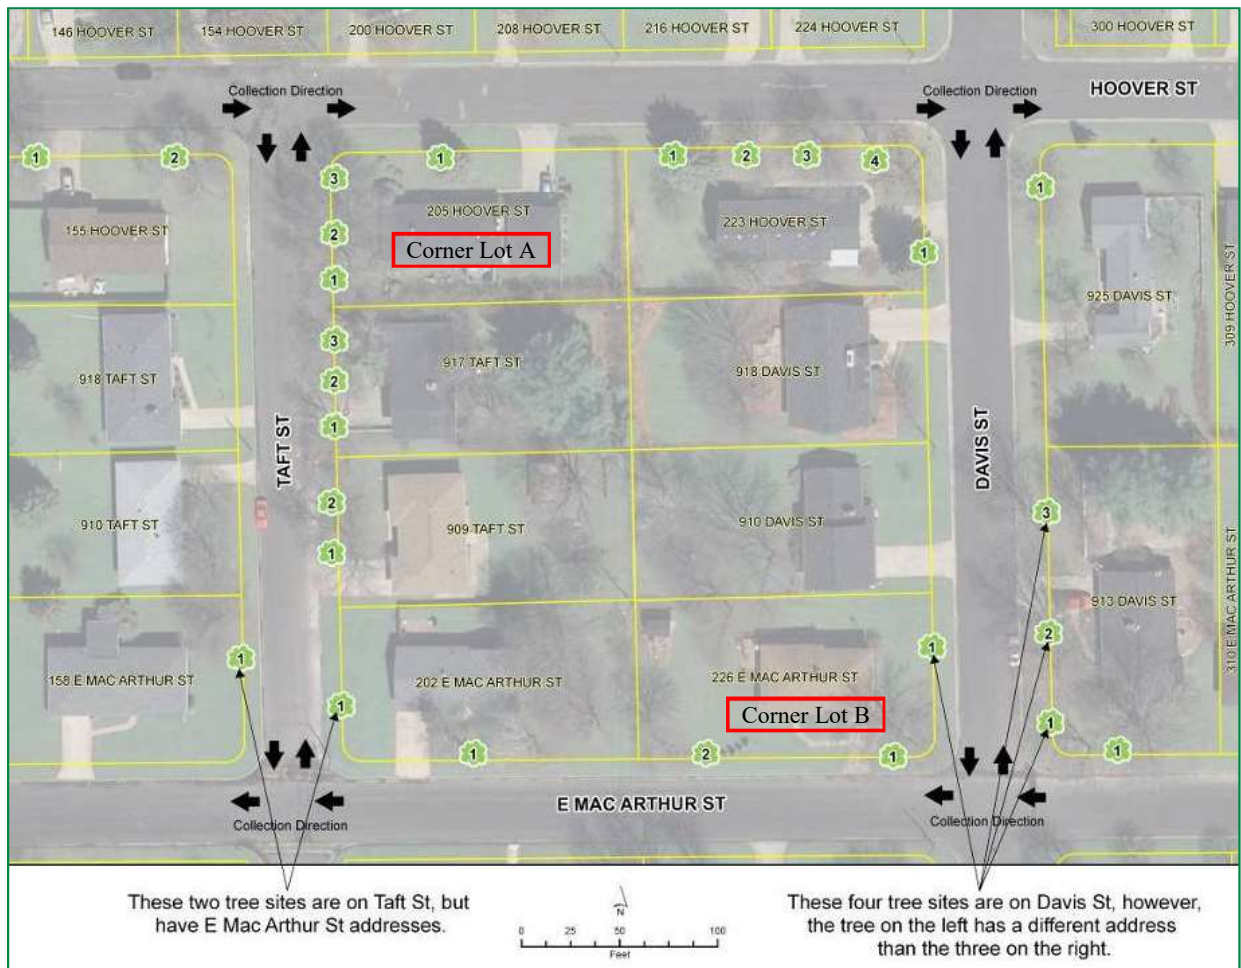 146 HOOVER ST
154 HOOVER ST
200 HOOVER ST
208 HOOVER ST
216 HOOVER ST
224 HOOVER ST
300 HOOVER ST
Collection Direction
Collection Direction
HOOVER ST
1
2
1
1
2
3
4
3
1
205 HOOVER ST
223 HOOVER ST
155 HOOVER ST
2
Corner Lot A
1
1
925 DAVIS ST
309 HOOVER ST
3
917 TAFT ST
918 TAFT ST
2
918 DAVIS ST
1
TAFT ST
DAVIS ST
2
3
910 TAFT ST
909 TAFT ST
910 DAVIS ST
1
913 DAVIS ST
310 E MAC ARTHUR ST
2
1
1
158 E MAC ARTHUR ST
202 E MAC ARTHUR ST
226 E MAC ARTHUR ST
1
Corner Lot B
1
1
2
1
1
E MAC ARTHUR ST
Collection Direction
Collection Direction
These two tree sites are on Taft St, but
have E Mac Arthur St addresses.
N
0 25 50 100
Feet
These four tree sites are on Davis St, however,
the tree on the left has a different address
than the three on the right.